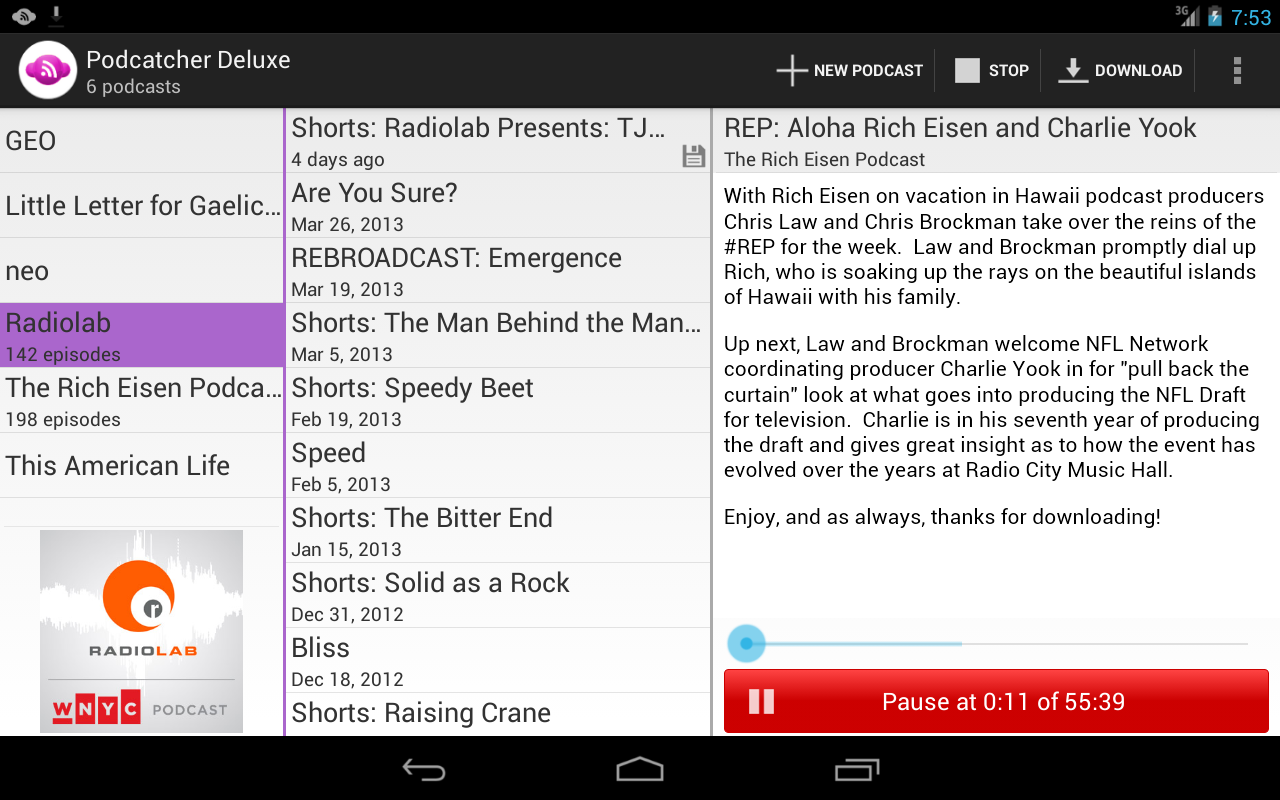 3G
7:53
Podcatcher Deluxe
6 podcasts
NEW PODCAST
STOP
DOWNLOAD
GEO
Little Letter for Gaelic…
neo
Radiolab
142 episodes
The Rich Eisen Podca…
198 episodes
This American Life
r
RADIOLAB
WNYC PODCAST
Shorts: Radiolab Presents: TJ…
4 days ago
Are You Sure?
Mar 26, 2013
REBROADCAST: Emergence
Mar 19, 2013
Shorts: The Man Behind the Man…
Mar 5, 2013
Shorts: Speedy Beet
Feb 19, 2013
Speed
Feb 5, 2013
Shorts: The Bitter End
Jan 15, 2013
Shorts: Solid as a Rock
Dec 31, 2012
Bliss
Dec 18, 2012
Shorts: Raising Crane
REP: Aloha Rich Eisen and Charlie Yook
The Rich Eisen Podcast
With Rich Eisen on vacation in Hawaii podcast producers
Chris Law and Chris Brockman take over the reins of the
#REP for the week.  Law and Brockman promptly dial up
Rich, who is soaking up the rays on the beautiful islands
of Hawaii with his family.
Up next, Law and Brockman welcome NFL Network
coordinating producer Charlie Yook in for "pull back the
curtain" look at what goes into producing the NFL Draft
for television.  Charlie is in his seventh year of producing
the draft and gives great insight as to how the event has
evolved over the years at Radio City Music Hall.
Enjoy, and as always, thanks for downloading!
Pause at 0:11 of 55:39